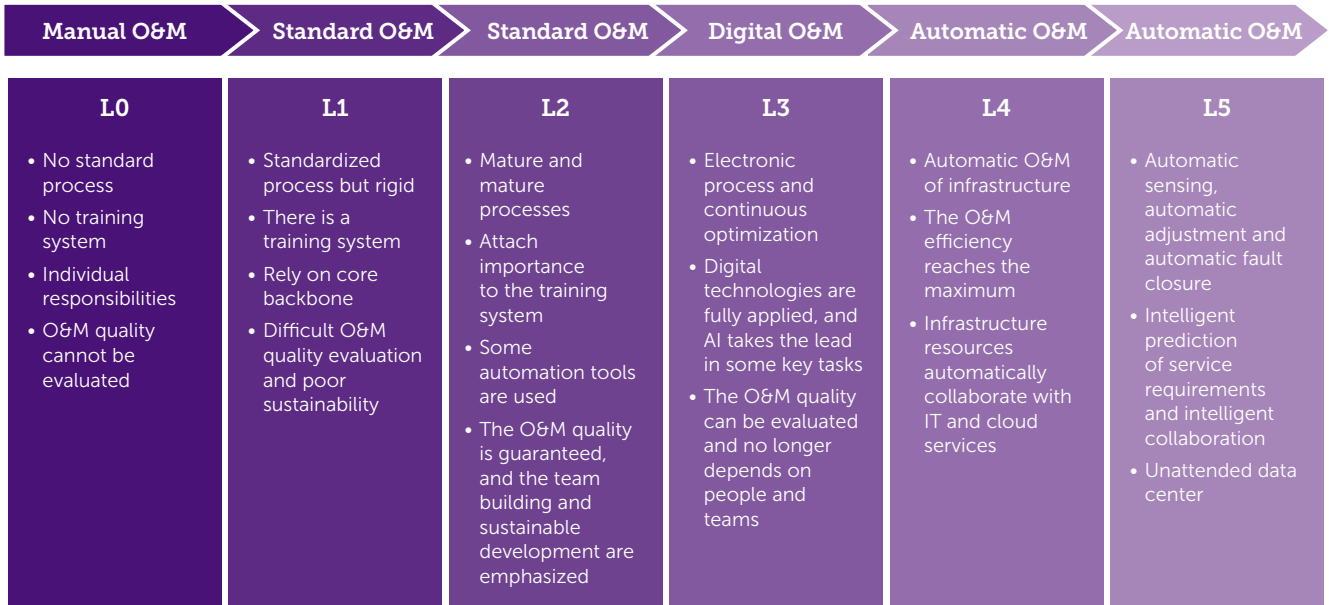 Manual O&M
Standard O&M
Standard O&M
Digital O&M
Automatic O&M
Automatic O&M
L0
• No standard
process
• No training
system
• Individual
responsibilities
• O&M quality
cannot be
evaluated
L1
• Standardized
process but rigid
• There is a
training system
• Rely on core
backbone
• Difficult O&M
quality evaluation
and poor
sustainability
L2
• Mature and
mature
processes
• Attach
importance
to the training
system
• Some
automation tools
are used
• The O&M quality
is guaranteed,
and the team
building and
sustainable
development are
emphasized
L3
• Electronic
process and
continuous
optimization
• Digital
technologies are
fully applied, and
AI takes the lead
in some key tasks
• The O&M quality
can be evaluated
and no longer
depends on
people and
teams
L4
• Automatic O&M
of infrastructure
• The O&M
efficiency
reaches the
maximum
• Infrastructure
resources
automatically
collaborate with
IT and cloud
services
L5
• Automatic
sensing,
automatic
adjustment and
automatic fault
closure
• Intelligent
prediction
of service
requirements
and intelligent
collaboration
• Unattended data
center